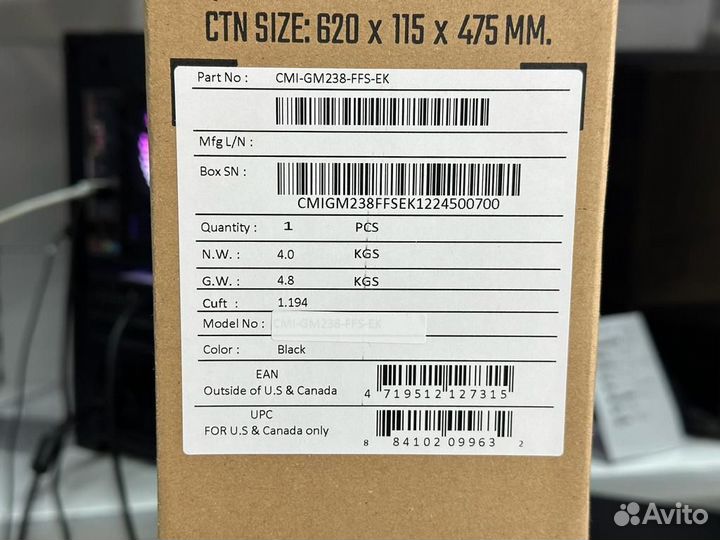 CTN SIZE: 620 x 115 x 475 MM.
Part No : CMI-GM238-FFS-EK
Mfg L/N :
Box SN :
CMIGM238FFSEK1224500700
Quantity : 1 PCS
N.W. : 4.0 KGS
G.W. : 4.8 KGS
Cuft : 1.194
Model No : CMI-GM238-FFS-EK
Color : Black
EAN
Outside of U.S & Canada
4 719512 127315
UPC
FOR U.S & Canada only
8 84102 09963 2
Avito